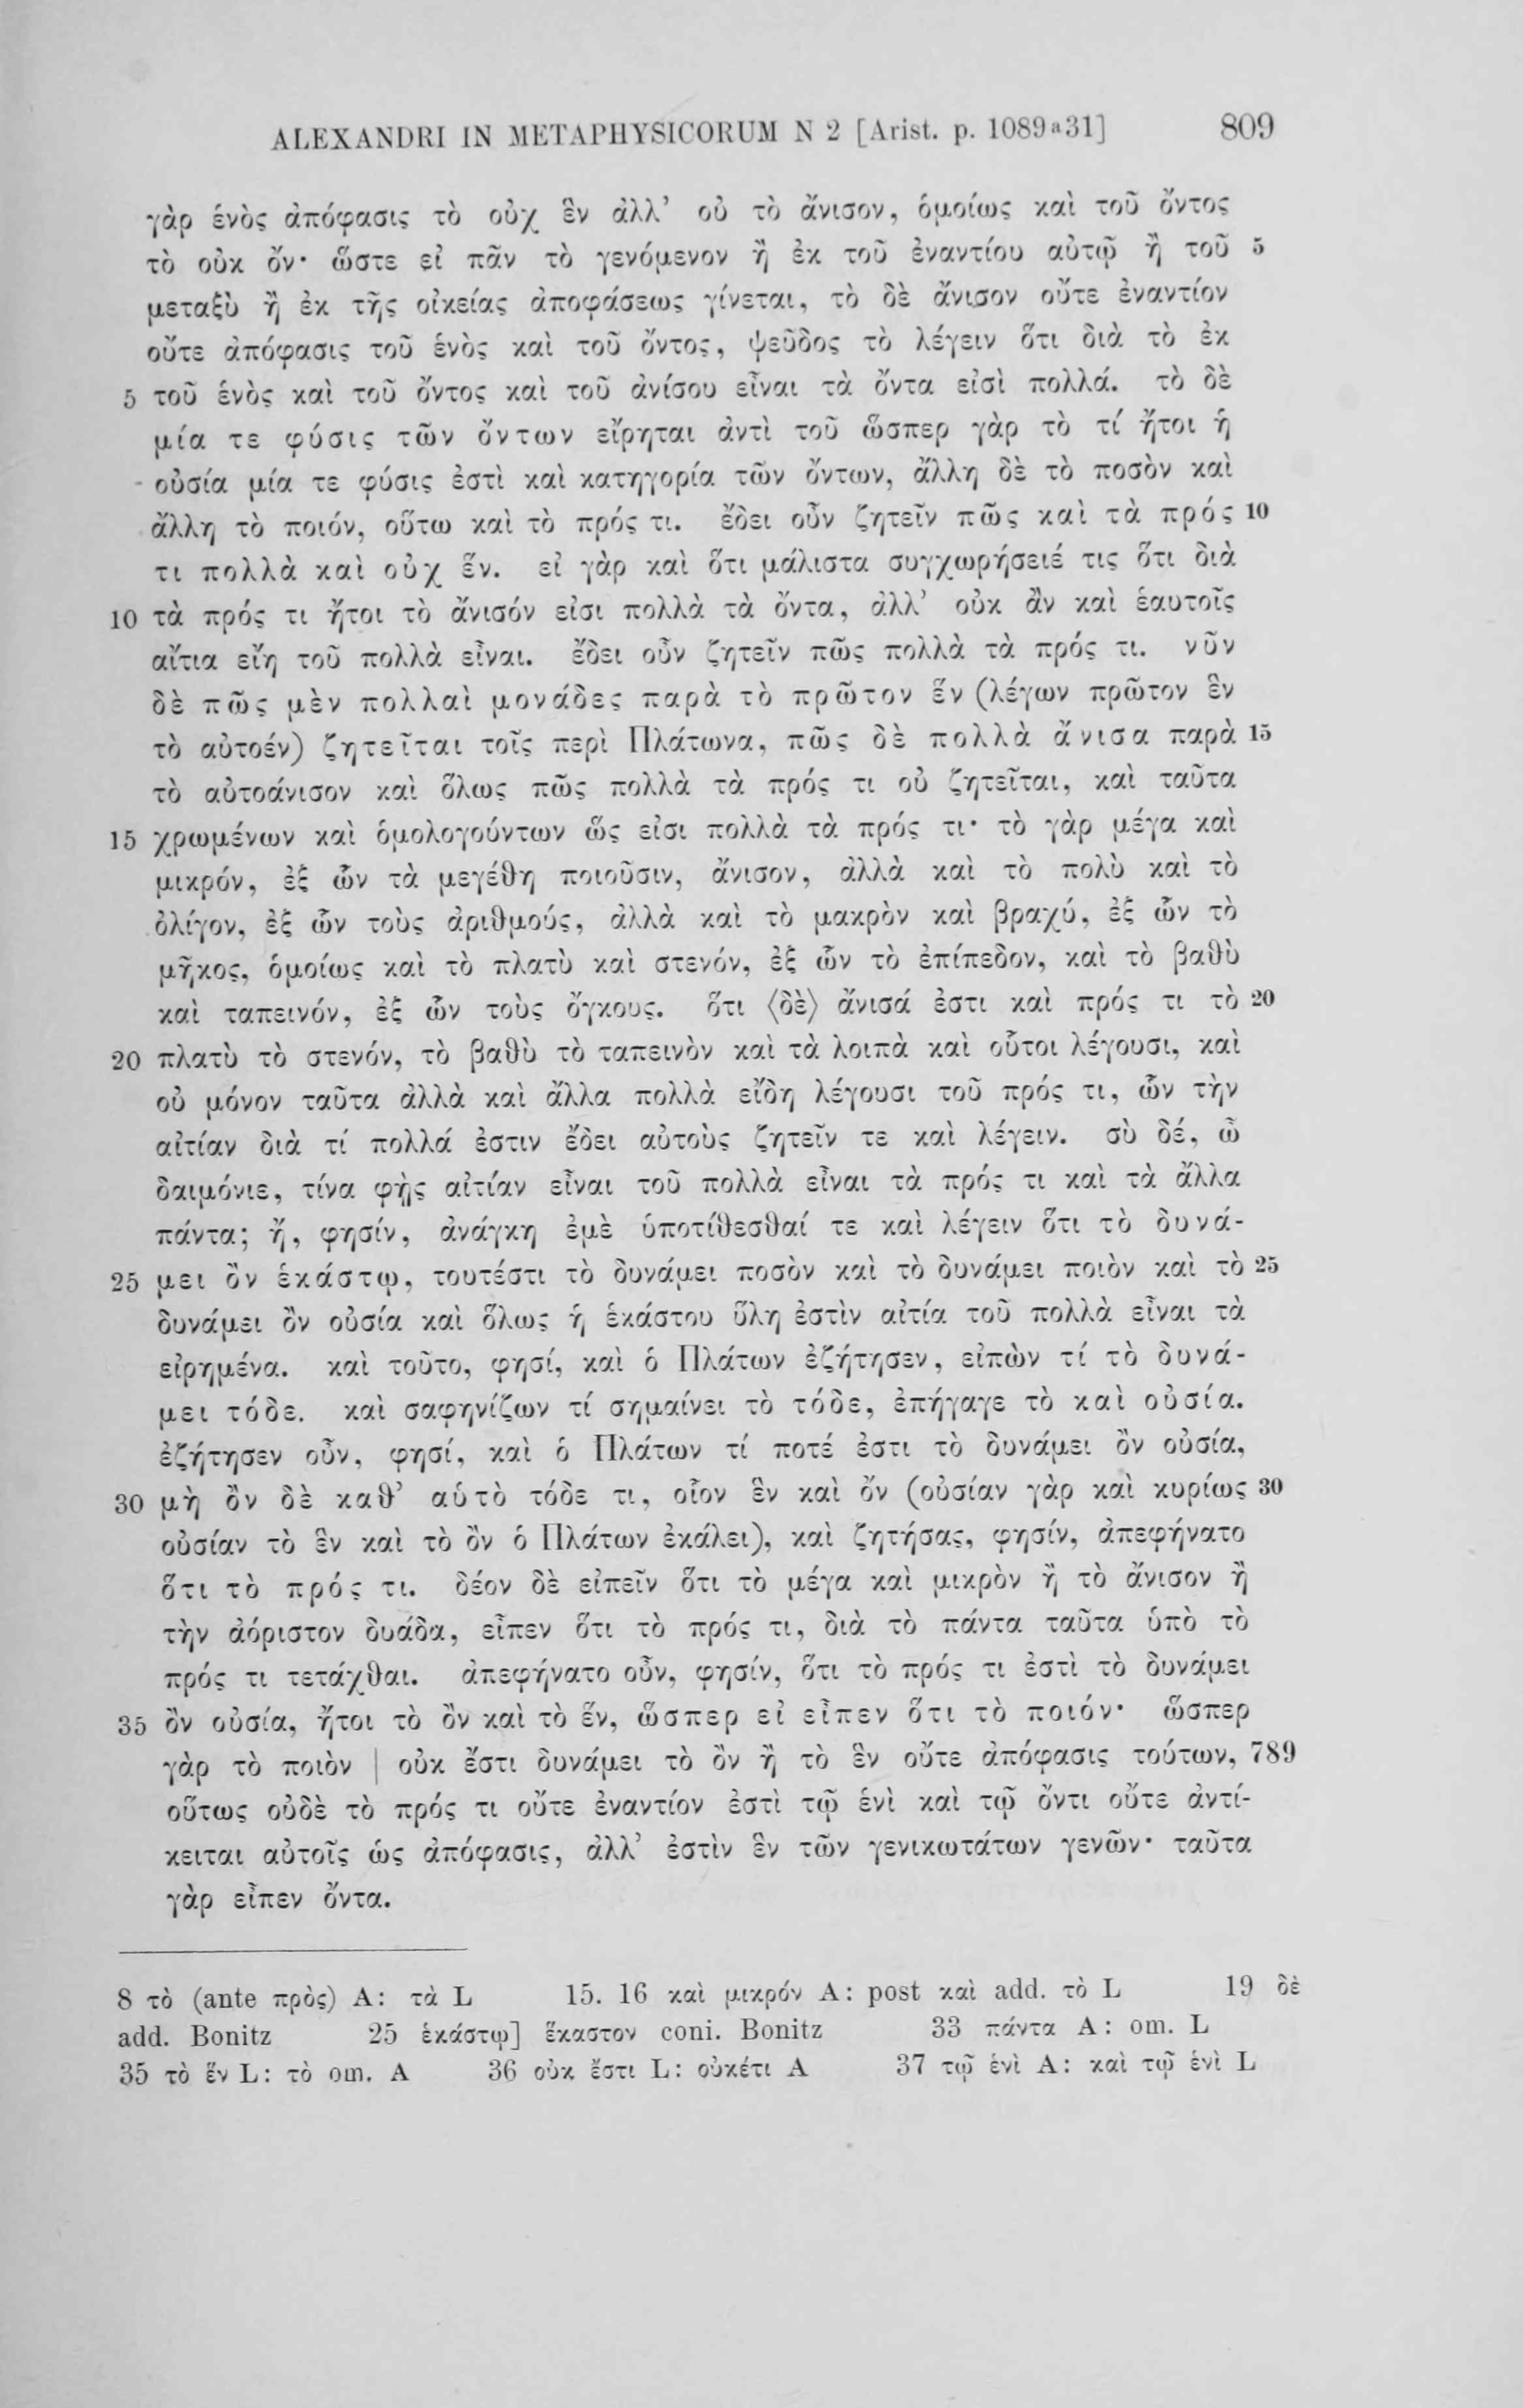 ALEXANDRI IN METAPHYSICORUM N 2 [Arist. p. 1089a31] 809
γὰρ ἑνὸς ἀπόφασις τὸ οὐχ ἓν ἀλλ’ οὐ τὸ ἄνισον, ὁμοίως καὶ τοῦ ὄντος
τὸ οὐκ ὄν· ὥστε εἰ πᾶν τὸ γενόμενον ἢ ἐκ τοῦ ἐναντίου αὐτῷ ἢ τοῦ 5
μεταξὺ ἢ ἐκ τῆς οἰκείας ἀποφάσεως γίνεται, τὸ δὲ ἄνισον οὔτε ἐναντίον
οὔτε ἀπόφασις τοῦ ἑνὸς καὶ τοῦ ὄντος, ψεῦδος τὸ λέγειν ὅτι διὰ τὸ ἐκ
5 τοῦ ἑνὸς καὶ τοῦ ὄντος καὶ τοῦ ἀνίσου εἶναι τὰ ὄντα εἰσὶ πολλά. τὸ δὲ
μία τε φύσις τῶν ὄντων εἴρηται ἀντὶ τοῦ ὥσπερ γὰρ τὸ τί ἤτοι ἡ
οὐσία μία τε φύσις ἐστὶ καὶ κατηγορία τῶν ὄντων, ἄλλη δὲ τὸ ποσὸν καὶ
ἄλλη τὸ ποιόν, οὕτω καὶ τὸ πρός τι. ἔδει οὖν ζητεῖν πῶς καὶ τὰ πρός 10
τι πολλὰ καὶ οὐχ ἕν. εἰ γὰρ καὶ ὅτι μάλιστα συγχωρήσειέ τις ὅτι διὰ
10 τὰ πρός τι ἤτοι τὸ ἄνισόν εἰσι πολλὰ τὰ ὄντα, ἀλλ’ οὐκ ἂν καὶ ἑαυτοῖς
αἴτια εἴη τοῦ πολλὰ εἶναι. ἔδει οὖν ζητεῖν πῶς πολλὰ τὰ πρός τι. νῦν
δὲ πῶς μὲν πολλαὶ μονάδες παρὰ τὸ πρῶτον ἕν (λέγων πρῶτον ἓν
τὸ αὐτοέν) ζητεῖται τοῖς περὶ Πλάτωνα, πῶς δὲ πολλὰ ἄνισα παρὰ 15
τὸ αὐτοάνισον καὶ ὅλως πῶς πολλὰ τὰ πρός τι οὐ ζητεῖται, καὶ ταῦτα
15 χρωμένων καὶ ὁμολογούντων ὥς εἰσι πολλὰ τὰ πρός τι· τὸ γὰρ μέγα καὶ
μικρόν, ἐξ ὧν τὰ μεγέθη ποιοῦσιν, ἄνισον, ἀλλὰ καὶ τὸ πολὺ καὶ τὸ
ὀλίγον, ἐξ ὧν τοὺς ἀριθμούς, ἀλλὰ καὶ τὸ μακρὸν καὶ βραχύ, ἐξ ὧν τὸ
μῆκος, ὁμοίως καὶ τὸ πλατὺ καὶ στενόν, ἐξ ὧν τὸ ἐπίπεδον, καὶ τὸ βαθὺ
καὶ ταπεινόν, ἐξ ὧν τοὺς ὄγκους. ὅτι ⟨δὲ⟩ ἄνισά ἐστι καὶ πρός τι τὸ 20
20 πλατὺ τὸ στενόν, τὸ βαθὺ τὸ ταπεινὸν καὶ τὰ λοιπὰ καὶ οὗτοι λέγουσι, καὶ
οὐ μόνον ταῦτα ἀλλὰ καὶ ἄλλα πολλὰ εἴδη λέγουσι τοῦ πρός τι, ὧν τὴν
αἰτίαν διὰ τί πολλά ἐστιν ἔδει αὐτοὺς ζητεῖν τε καὶ λέγειν. σὺ δέ, ὦ
δαιμόνιε, τίνα φῂς αἰτίαν εἶναι τοῦ πολλὰ εἶναι τὰ πρός τι καὶ τὰ ἄλλα
πάντα; ἤ, φησίν, ἀνάγκη ἐμὲ ὑποτίθεσθαί τε καὶ λέγειν ὅτι τὸ δυνά-
25 μει ὂν ἑκάστῳ, τουτέστι τὸ δυνάμει ποσὸν καὶ τὸ δυνάμει ποιὸν καὶ τὸ 25
δυνάμει ὂν οὐσία καὶ ὅλως ἡ ἑκάστου ὕλη ἐστὶν αἰτία τοῦ πολλὰ εἶναι τὰ
εἰρημένα. καὶ τοῦτο, φησί, καὶ ὁ Πλάτων ἐζήτησεν, εἰπὼν τί τὸ δυνά-
μει τόδε. καὶ σαφηνίζων τί σημαίνει τὸ τόδε, ἐπήγαγε τὸ καὶ οὐσία.
ἐζήτησεν οὖν, φησί, καὶ ὁ Πλάτων τί ποτέ ἐστι τὸ δυνάμει ὂν οὐσία,
30 μὴ ὂν δὲ καθ’ αὑτὸ τόδε τι, οἷον ἓν καὶ ὄν (οὐσίαν γὰρ καὶ κυρίως 30
οὐσίαν τὸ ἓν καὶ τὸ ὂν ὁ Πλάτων ἐκάλει), καὶ ζητήσας, φησίν, ἀπεφήνατο
ὅτι τὸ πρός τι. δέον δὲ εἰπεῖν ὅτι τὸ μέγα καὶ μικρὸν ἢ τὸ ἄνισον ἢ
τὴν ἀόριστον δυάδα, εἶπεν ὅτι τὸ πρός τι, διὰ τὸ πάντα ταῦτα ὑπὸ τὸ
πρός τι τετάχθαι. ἀπεφήνατο οὖν, φησίν, ὅτι τὸ πρός τι ἐστὶ τὸ δυνάμει
35 ὂν οὐσία, ἤτοι τὸ ὂν καὶ τὸ ἕν, ὥσπερ εἰ εἶπεν ὅτι τὸ ποιόν· ὥσπερ
γὰρ τὸ ποιὸν | οὐκ ἔστι δυνάμει τὸ ὂν ἢ τὸ ἓν οὔτε ἀπόφασις τούτων, 789
οὕτως οὐδὲ τὸ πρός τι οὔτε ἐναντίον ἐστὶ τῷ ἑνὶ καὶ τῷ ὄντι οὔτε ἀντί-
κειται αὐτοῖς ὡς ἀπόφασις, ἀλλ’ ἐστὶν ἓν τῶν γενικωτάτων γενῶν· ταῦτα
γὰρ εἶπεν ὄντα.
8 τὸ (ante πρὸς) A: τὰ L 15. 16 καὶ μικρόν A: post καὶ add. τὸ L 19 δὲ
add. Bonitz 25 ἑκάστῳ] ἕκαστον coni. Bonitz 33 πάντα A: om. L
35 τὸ ἕν L: τὸ om. A 36 οὐκ ἔστι L: οὐκέτι A 37 τῷ ἑνὶ A: καὶ τῷ ἑνὶ L